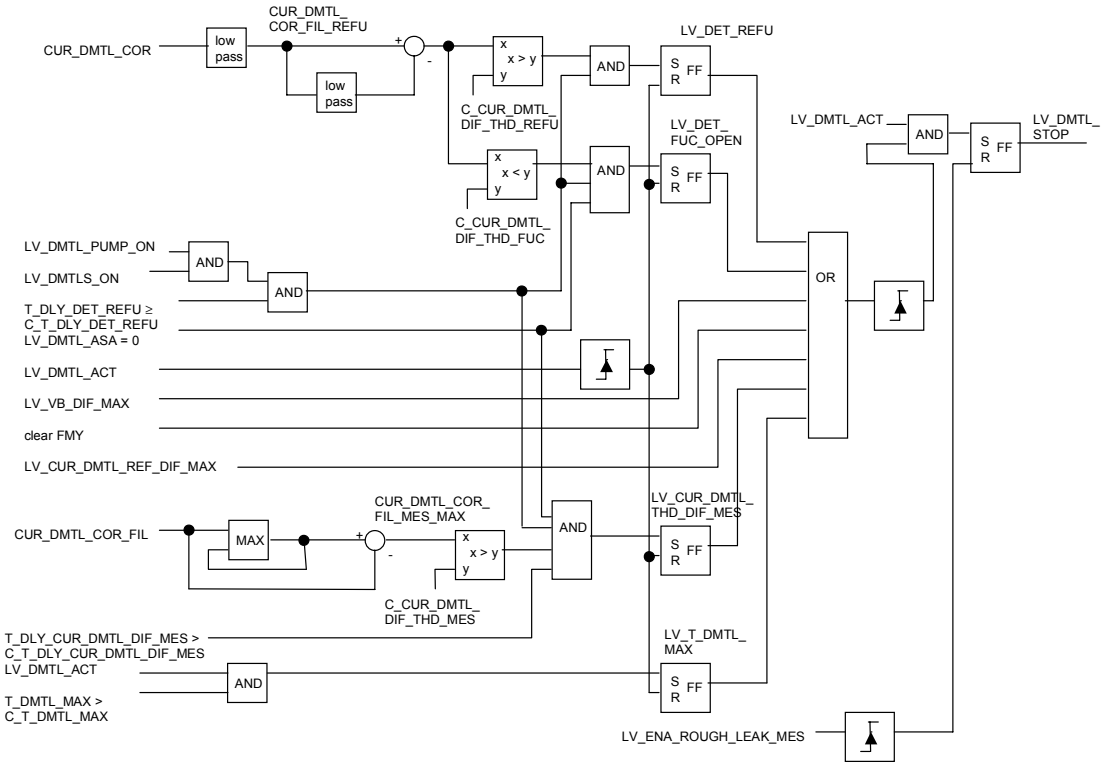 CUR_DMTL_
COR_FIL_REFU
CUR_DMTL_COR
low
pass
+
-
low
pass
x
x > y
y
C_CUR_DMTL_
DIF_THD_REFU
AND
LV_DET_REFU
S
R
FF
x
x < y
y
C_CUR_DMTL_
DIF_THD_FUC
AND
LV_DET_
FUC_OPEN
S
R
FF
LV_DMTL_ACT
AND
S
R
FF
LV_DMTL_
STOP
LV_DMTL_PUMP_ON
LV_DMTLS_ON
AND
AND
T_DLY_DET_REFU ≥
C_T_DLY_DET_REFU
LV_DMTL_ASA = 0
LV_DMTL_ACT
LV_VB_DIF_MAX
clear FMY
LV_CUR_DMTL_REF_DIF_MAX
OR
CUR_DMTL_COR_FIL
MAX
+
-
CUR_DMTL_COR_
FIL_MES_MAX
x
x > y
y
C_CUR_DMTL_
DIF_THD_MES
AND
LV_CUR_DMTL_
THD_DIF_MES
S
R
FF
T_DLY_CUR_DMTL_DIF_MES >
C_T_DLY_CUR_DMTL_DIF_MES
LV_DMTL_ACT
T_DMTL_MAX >
C_T_DMTL_MAX
AND
LV_T_DMTL_
MAX
S
R
FF
LV_ENA_ROUGH_LEAK_MES